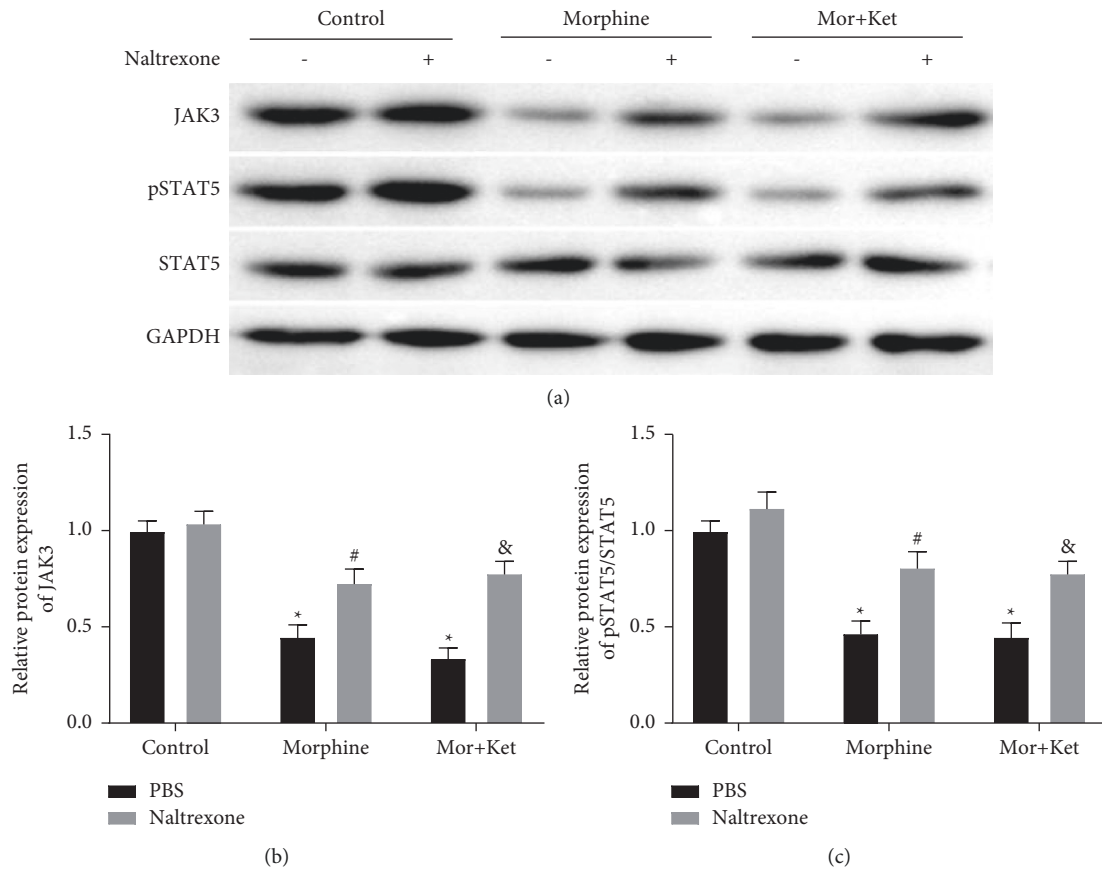 Control Morphine Mor+Ket
Naltrexone - + - + - +
JAK3
pSTAT5
STAT5
GAPDH
(a)
Relative protein expression
of JAK3
1.5
1.0
0.5
0.0
*
#
*
&
Control Morphine Mor+Ket
PBS
Naltrexone
(b)
Relative protein expression
of pSTAT5/STAT5
1.5
1.0
0.5
0.0
*
#
*
&
Control Morphine Mor+Ket
PBS
Naltrexone
(c)